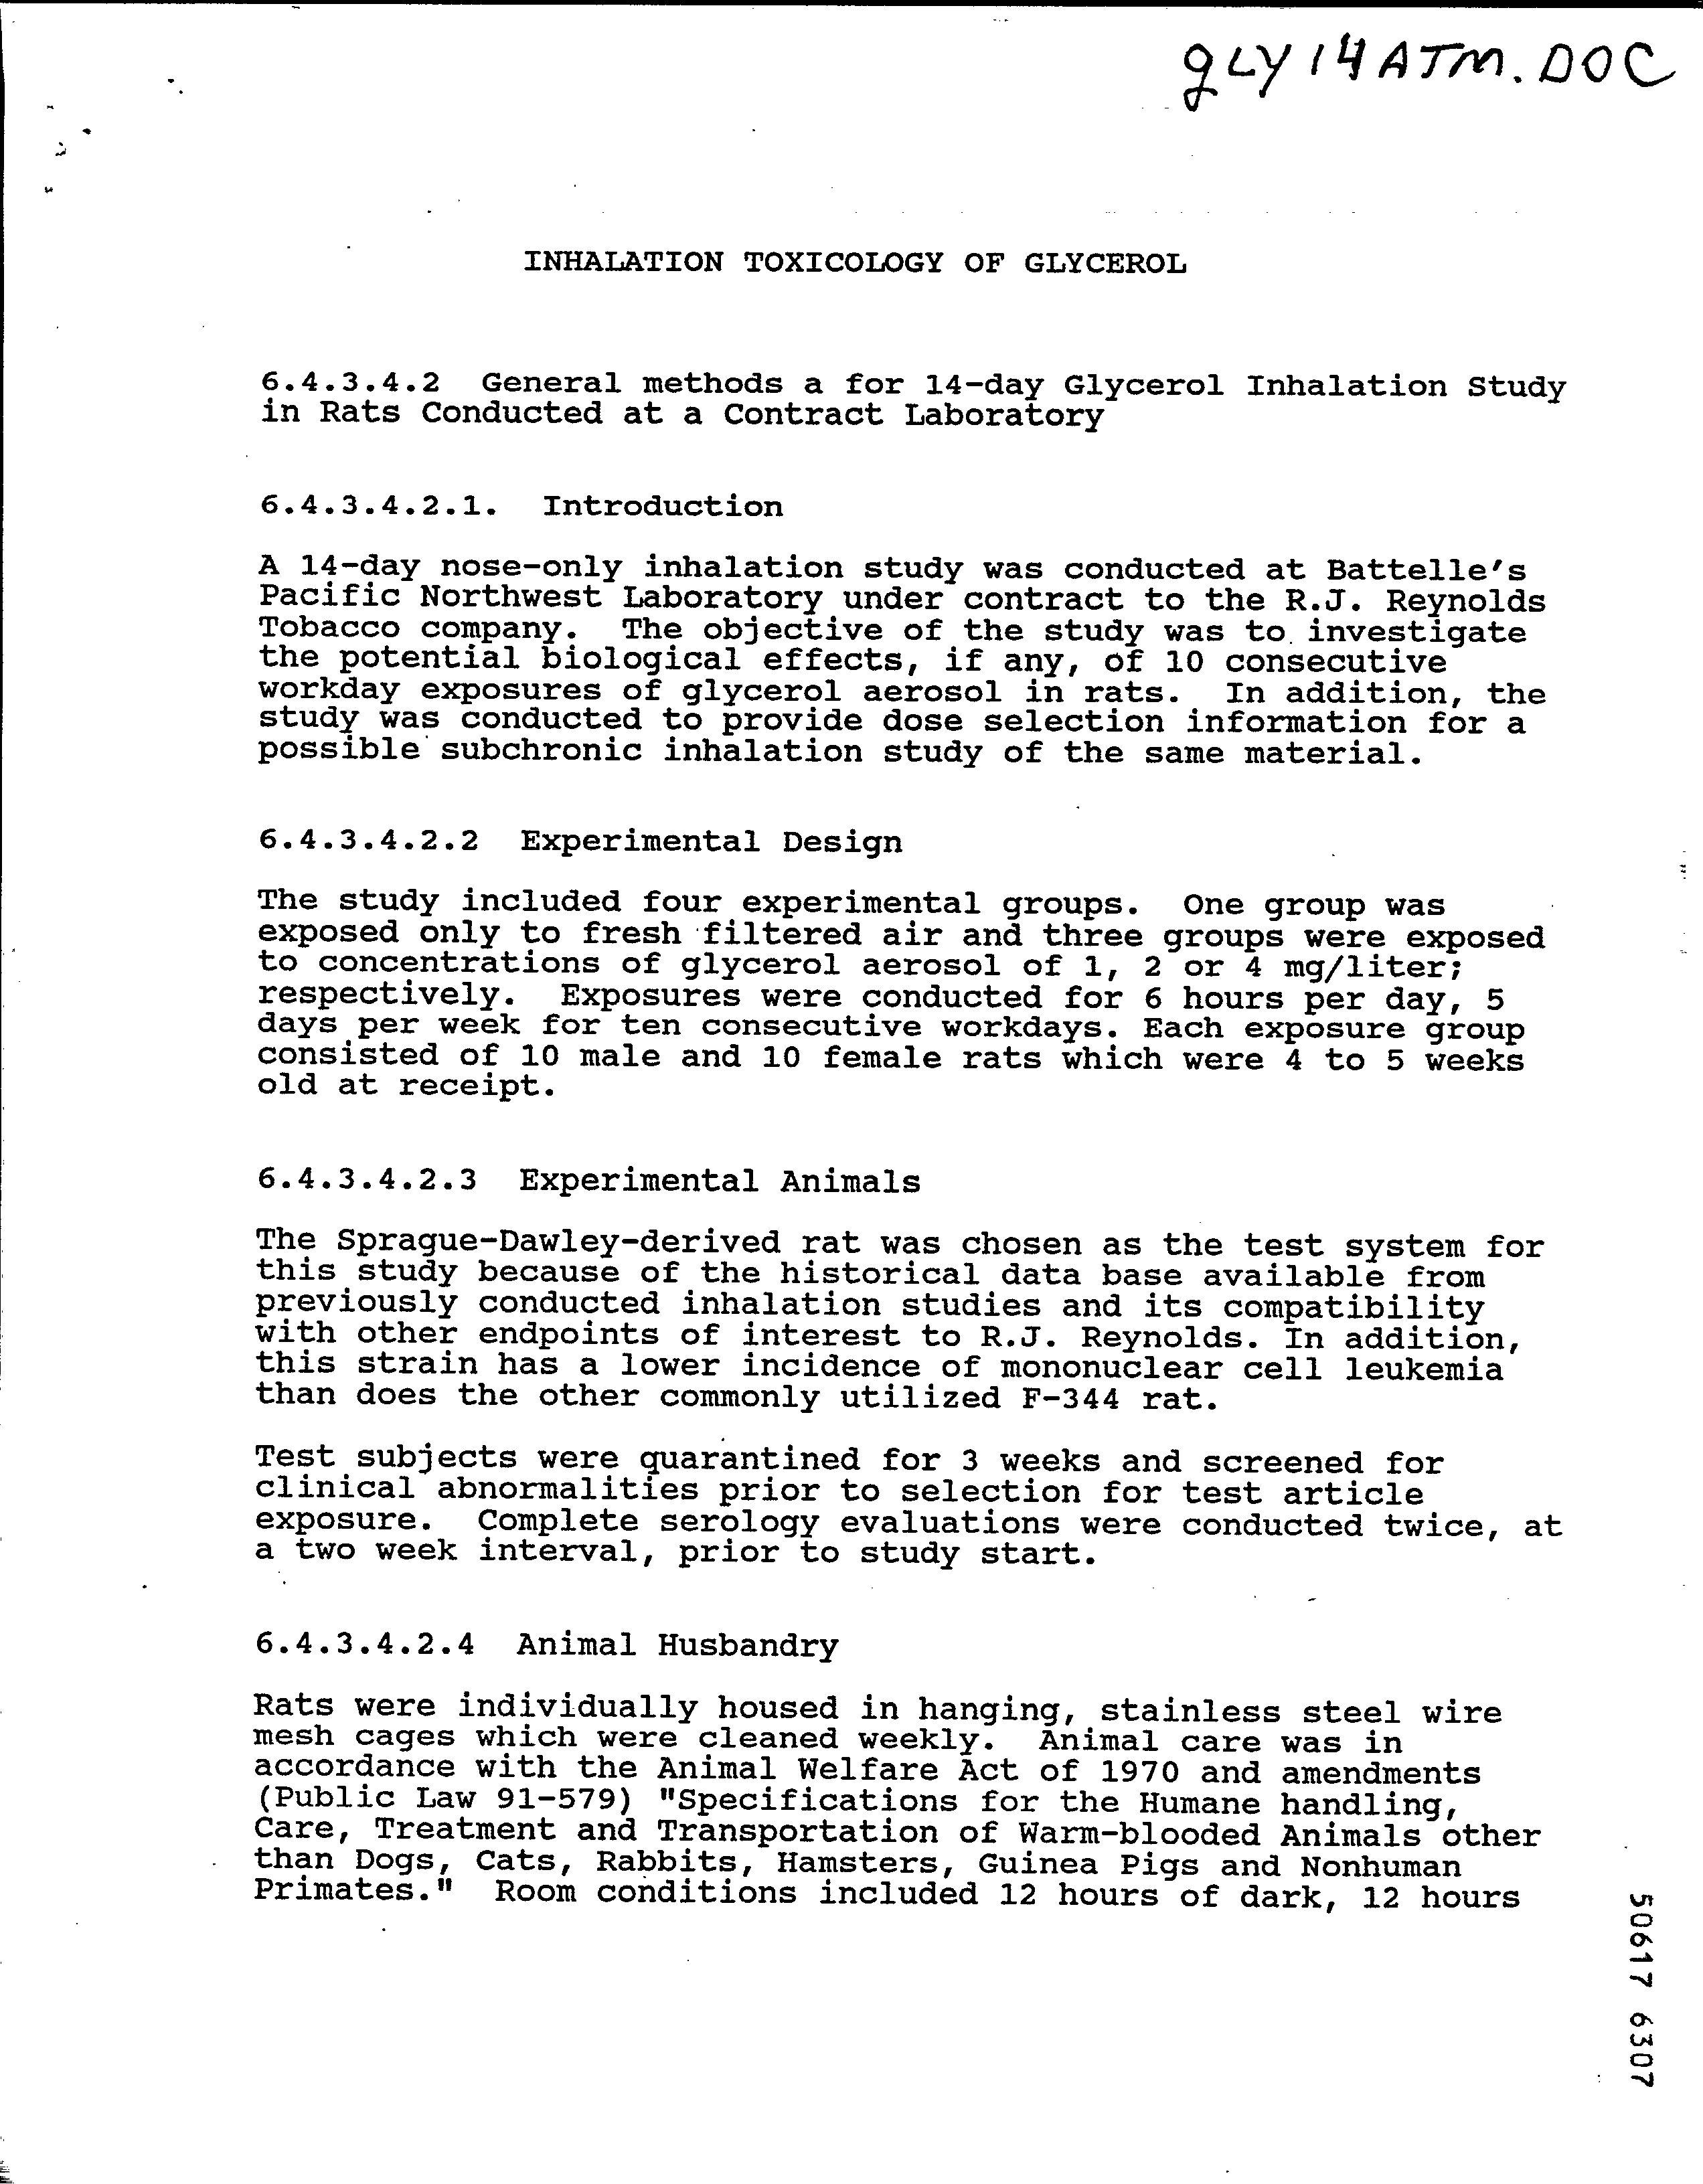 gLY14ATM.DOC
INHALATION TOXICOLOGY OF GLYCEROL
6.4.3.4.2 General methods a for 14-day Glycerol Inhalation Study
in Rats Conducted at a Contract Laboratory
6.4.3.4.2.1. Introduction
A 14-day nose-only inhalation study was conducted at Battelle's
Pacific Northwest Laboratory under contract to the R.J. Reynolds
Tobacco company. The objective of the study was to investigate
the potential biological effects, if any, of 10 consecutive
workday exposures of glycerol aerosol in rats. In addition, the
study was conducted to provide dose selection information for a
possible subchronic inhalation study of the same material.
6.4.3.4.2.2 Experimental Design
The study included four experimental groups. One group was
exposed only to fresh filtered air and three groups were exposed
to concentrations of glycerol aerosol of 1, 2 or 4 mg/liter;
respectively. Exposures were conducted for 6 hours per day, 5
days per week for ten consecutive workdays. Each exposure group
consisted of 10 male and 10 female rats which were 4 to 5 weeks
old at receipt.
6.4.3.4.2.3 Experimental Animals
The Sprague-Dawley-derived rat was chosen as the test system for
this study because of the historical data base available from
previously conducted inhalation studies and its compatibility
with other endpoints of interest to R.J. Reynolds. In addition,
this strain has a lower incidence of mononuclear cell leukemia
than does the other commonly utilized F-344 rat.
Test subjects were quarantined for 3 weeks and screened for
clinical abnormalities prior to selection for test article
exposure. Complete serology evaluations were conducted twice, at
a two week interval, prior to study start.
6.4.3.4.2.4 Animal Husbandry
Rats were individually housed in hanging, stainless steel wire
mesh cages which were cleaned weekly. Animal care was in
accordance with the Animal Welfare Act of 1970 and amendments
(Public Law 91-579) "Specifications for the Humane handling,
Care, Treatment and Transportation of Warm-blooded Animals other
than Dogs, Cats, Rabbits, Hamsters, Guinea Pigs and Nonhuman
Primates." Room conditions included 12 hours of dark, 12 hours
50617 6307